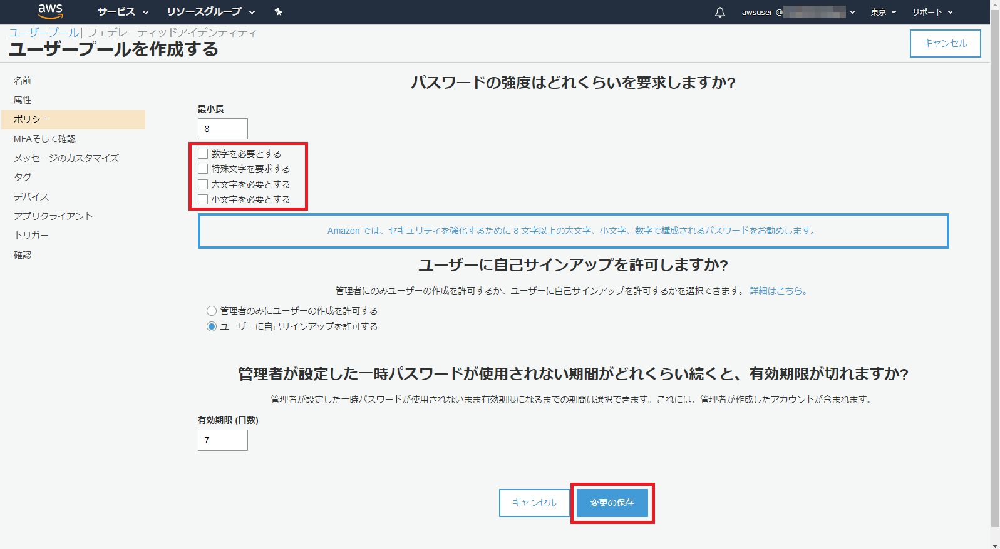 aws サービス リソースグループ awsuser @ 東京 サポート
ユーザープール| フェデレーティッドアイデンティティ
ユーザープールを作成する
キャンセル
名前
属性
ポリシー
MFAそして確認
メッセージのカスタマイズ
タグ
デバイス
アプリクライアント
トリガー
確認
パスワードの強度はどれくらいを要求しますか?
最小長
8
数字を必要とする
特殊文字を要求する
大文字を必要とする
小文字を必要とする
Amazon では、セキュリティを強化するために 8 文字以上の大文字、小文字、数字で構成されるパスワードをお勧めします。
ユーザーに自己サインアップを許可しますか?
管理者にのみユーザーの作成を許可するか、ユーザーに自己サインアップを許可するかを選択できます。 詳細はこちら。
管理者のみにユーザーの作成を許可する
ユーザーに自己サインアップを許可する
管理者が設定した一時パスワードが使用されない期間がどれくらい続くと、有効期限が切れますか?
管理者が設定した一時パスワードが使用されないまま有効期限になるまでの期間は選択できます。これには、管理者が作成したアカウントが含まれます。
有効期限 (日数)
7
キャンセル 変更の保存